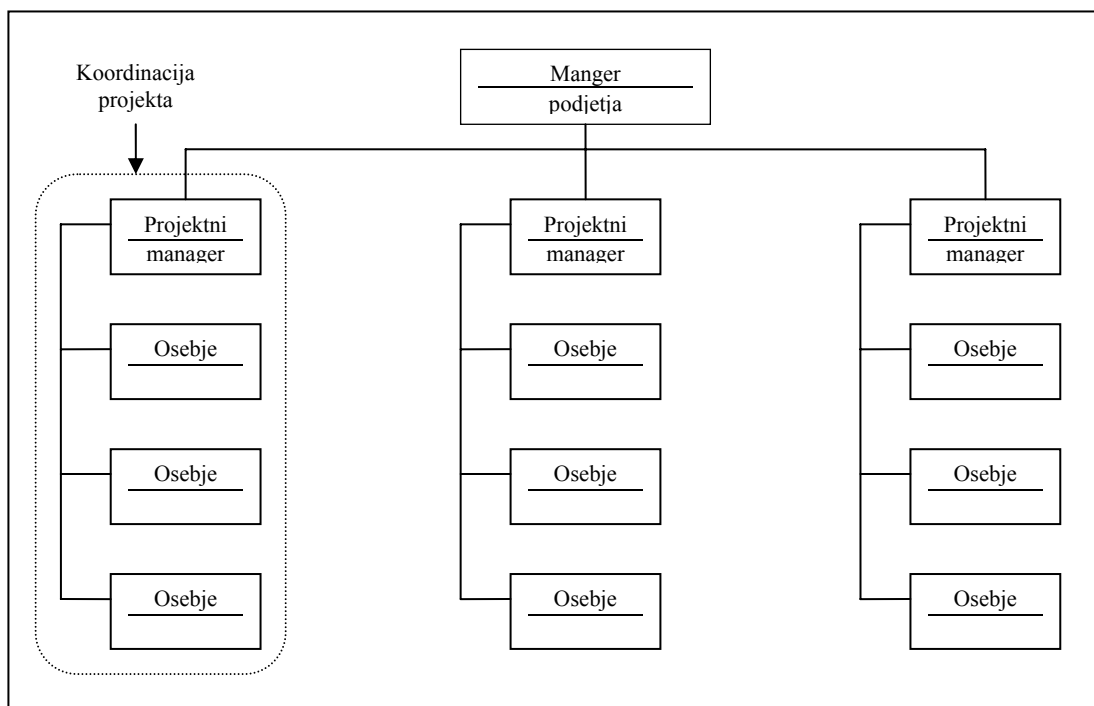 Koordinacija
projekta
Manger
podjetja
Projektni
manager
Projektni
manager
Projektni
manager
Osebje
Osebje
Osebje
Osebje
Osebje
Osebje
Osebje
Osebje
Osebje